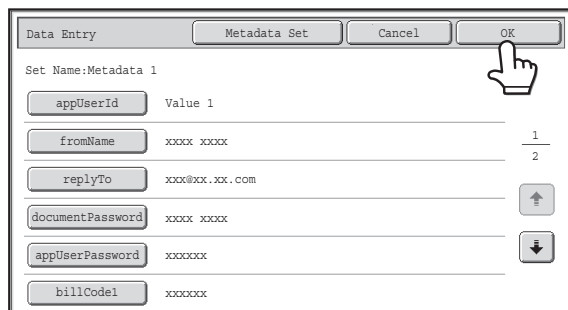 Data Entry Metadata Set Cancel OK
Set Name:Metadata 1
appUserId Value 1
fromName xxxx xxxx
replyTo xxx@xx.xx.com
documentPassword xxxx xxxx
appUserPassword xxxxxx
billCode1 xxxxxx
1
2